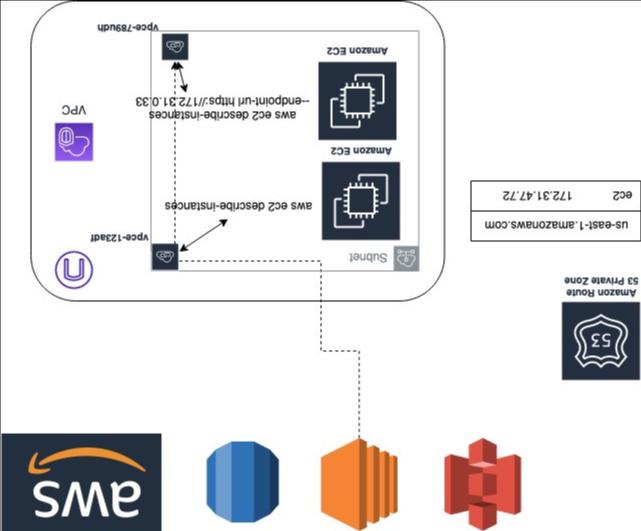 aws
53
Amazon Route
53 Private Zone
us-east-1.amazonaws.com
ec2 172.31.47.72
Subnet
vpce-123adf
aws ec2 describe-instances
Amazon EC2
aws ec2 describe-instances
--endpoint-url https://172.31.0.33
Amazon EC2
VPC
vpce-789udh